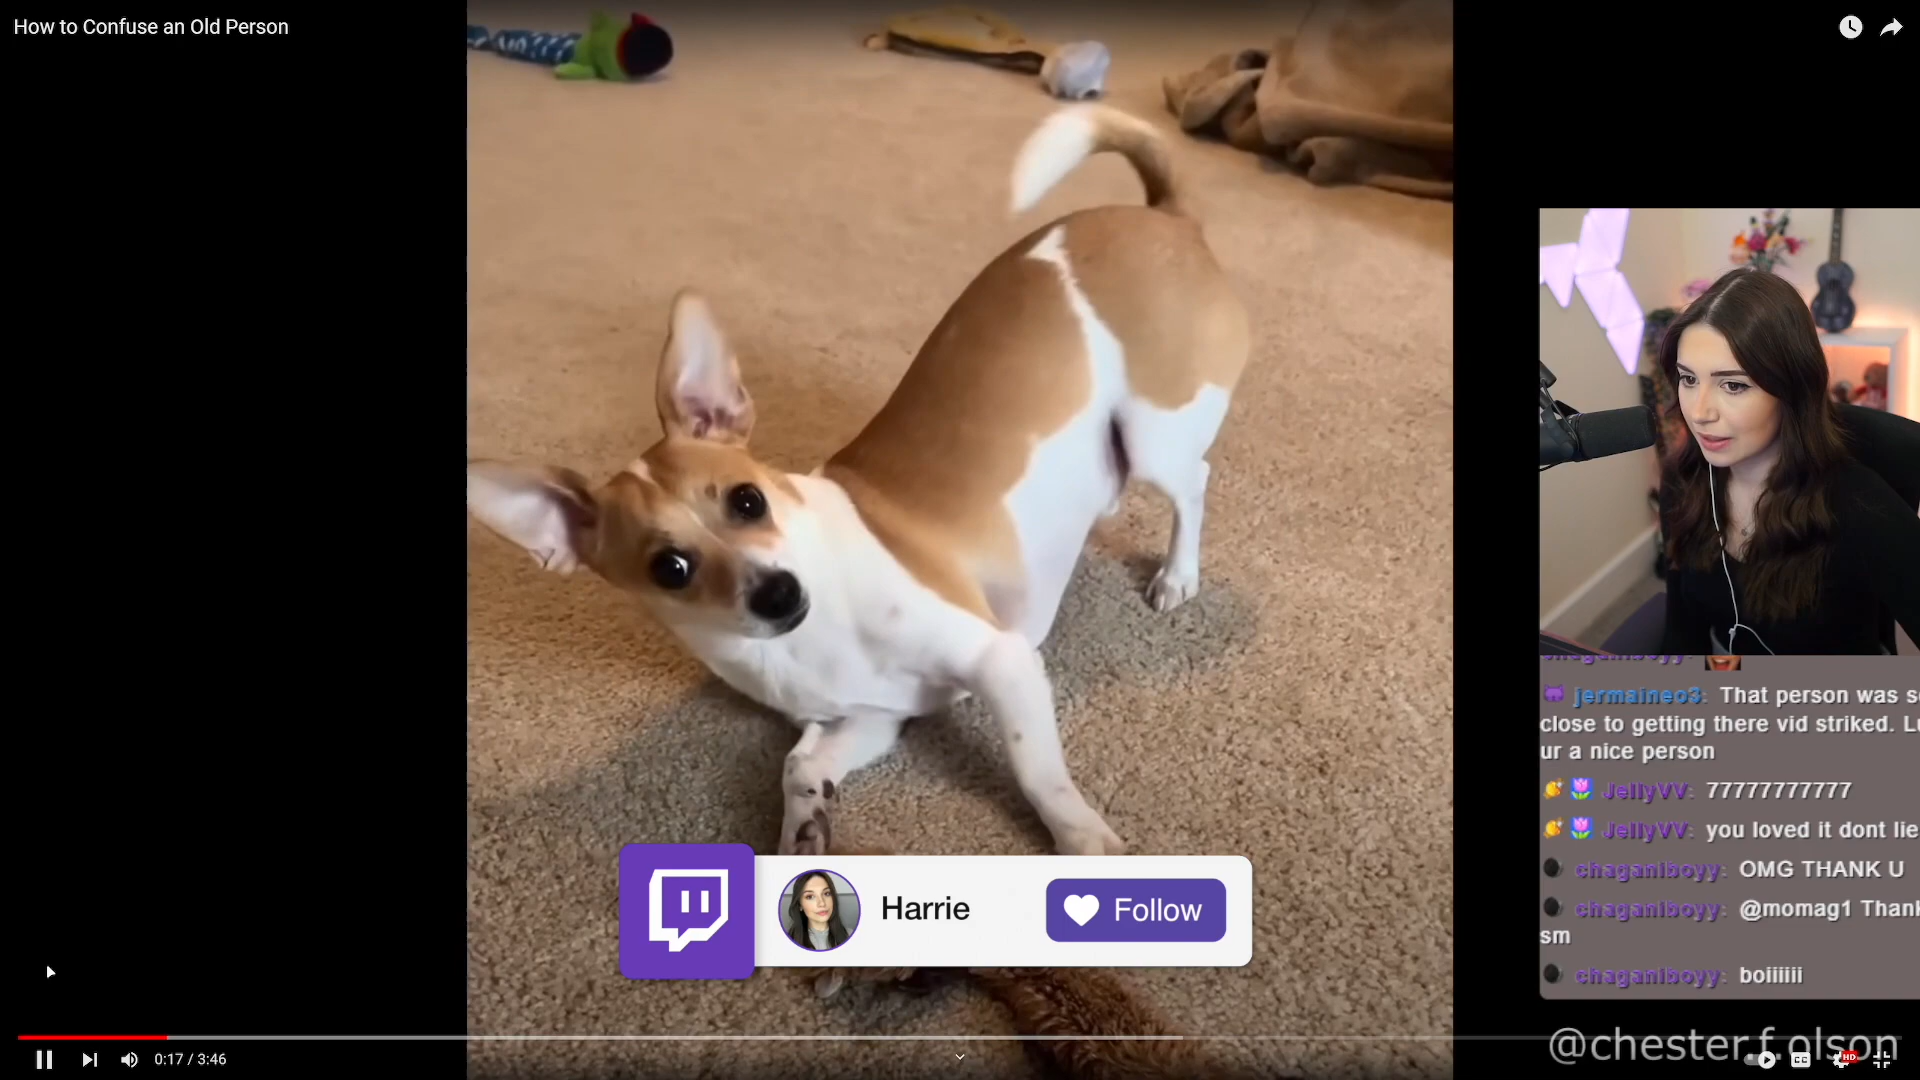 How to Confuse an Old Person
jermaineo3: That person was
close to getting there vid striked.
ur a nice person
JellyVV: 77777777777
JellyVV: you loved it dont lie
chaganiboyy: OMG THANK U
chaganiboyy: @momag1 Thank
sm
chaganiboyy: boiiiiii
Harrie
Follow
@chester.f.olson
0:17 / 3:46
CC
HD